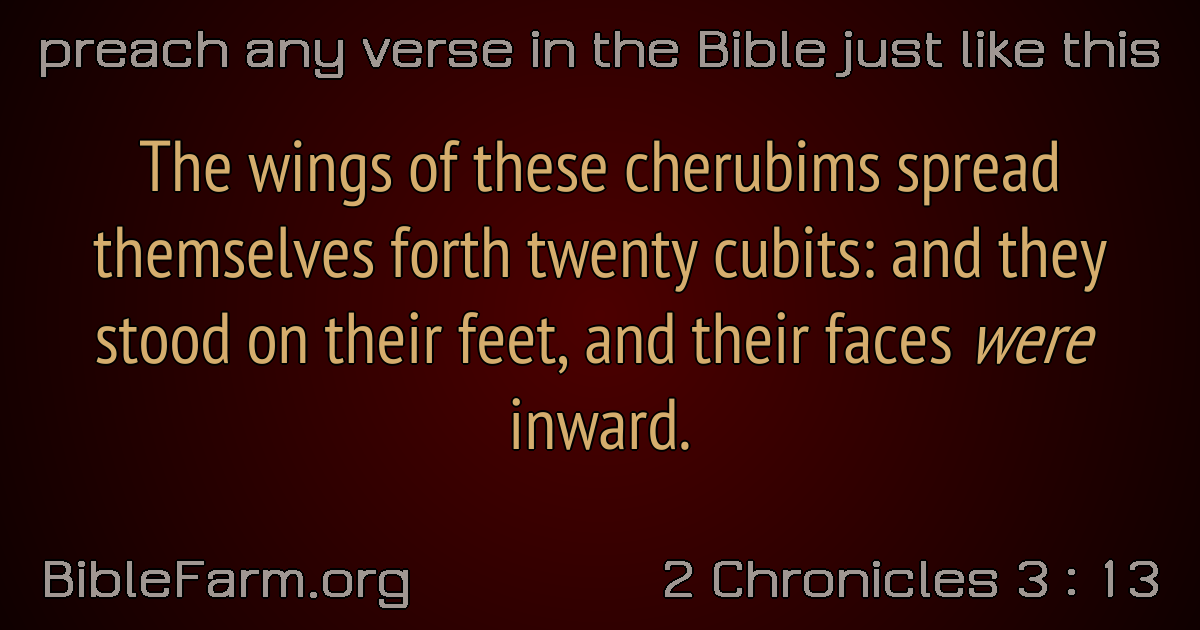 preach any verse in the Bible just like this
The wings of these cherubims spread
themselves forth twenty cubits: and they
stood on their feet, and their faces were
inward.
BibleFarm.org
2 Chronicles 3 : 13